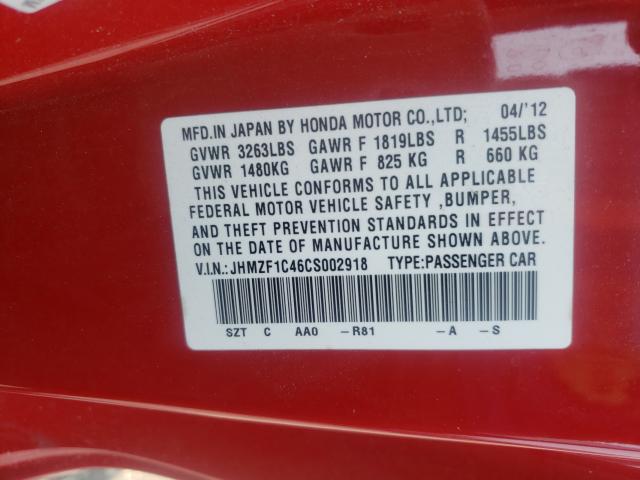 MFD.IN JAPAN BY HONDA MOTOR CO.,LTD; 04/'12
GVWR 3263LBS GAWR F 1819LBS R 1455LBS
GVWR 1480KG GAWR F 825 KG R 660 KG
THIS VEHICLE CONFORMS TO ALL APPLICABLE
FEDERAL MOTOR VEHICLE SAFETY ,BUMPER,
AND THEFT PREVENTION STANDARDS IN EFFECT
ON THE DATE OF MANUFACTURE SHOWN ABOVE.
V.I.N.:JHMZF1C46CS002918 TYPE:PASSENGER CAR
SZT C AA0 –R81 –A –S